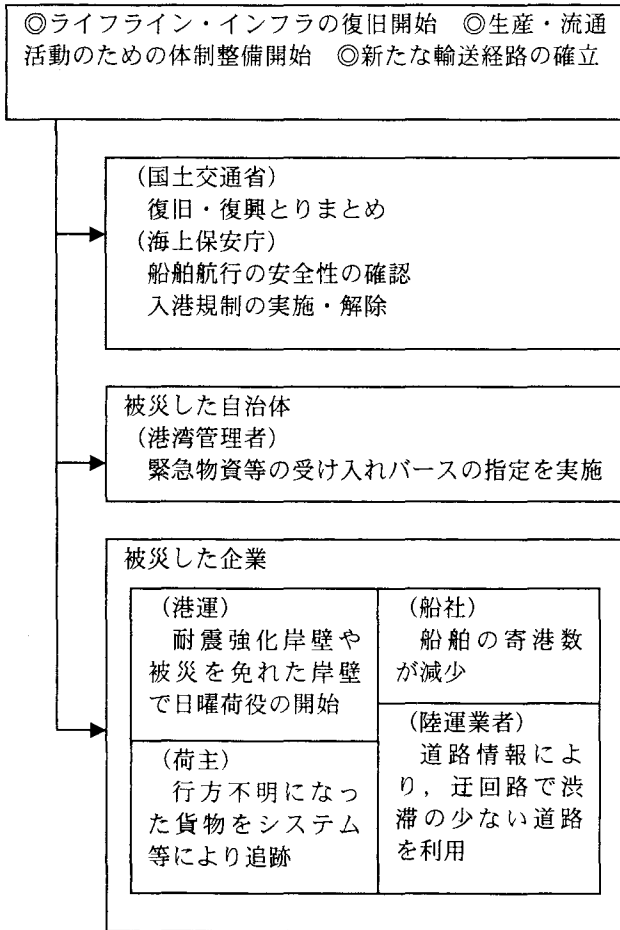 ◎ライフライン・インフラの復旧開始　◎生産・流通
活動のための体制整備開始　◎新たな輸送経路の確立
（国土交通省）
復旧・復興とりまとめ
（海上保安庁）
船舶航行の安全性の確認
入港規制の実施・解除
被災した自治体
（港湾管理者）
緊急物資等の受け入れバースの指定を実施
被災した企業
（港運）
耐震強化岸壁や
被災を免れた岸壁
で日曜荷役の開始
（荷主）
行方不明になっ
た貨物をシステム
等により追跡
（船社）
船舶の寄港数
が減少
（陸運業者）
道路情報によ
り，迂回路で渋
滞の少ない道路
を利用